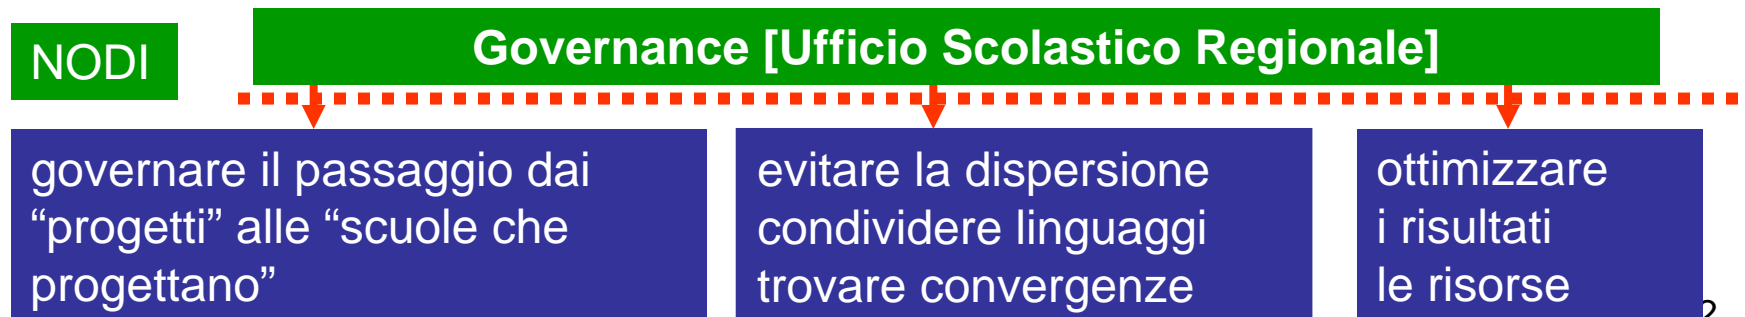 NODI
Governance [Ufficio Scolastico Regionale]
governare il passaggio dai
“progetti” alle “scuole che
progettano”
evitare la dispersione
condividere linguaggi
trovare convergenze
ottimizzare
i risultati
le risorse